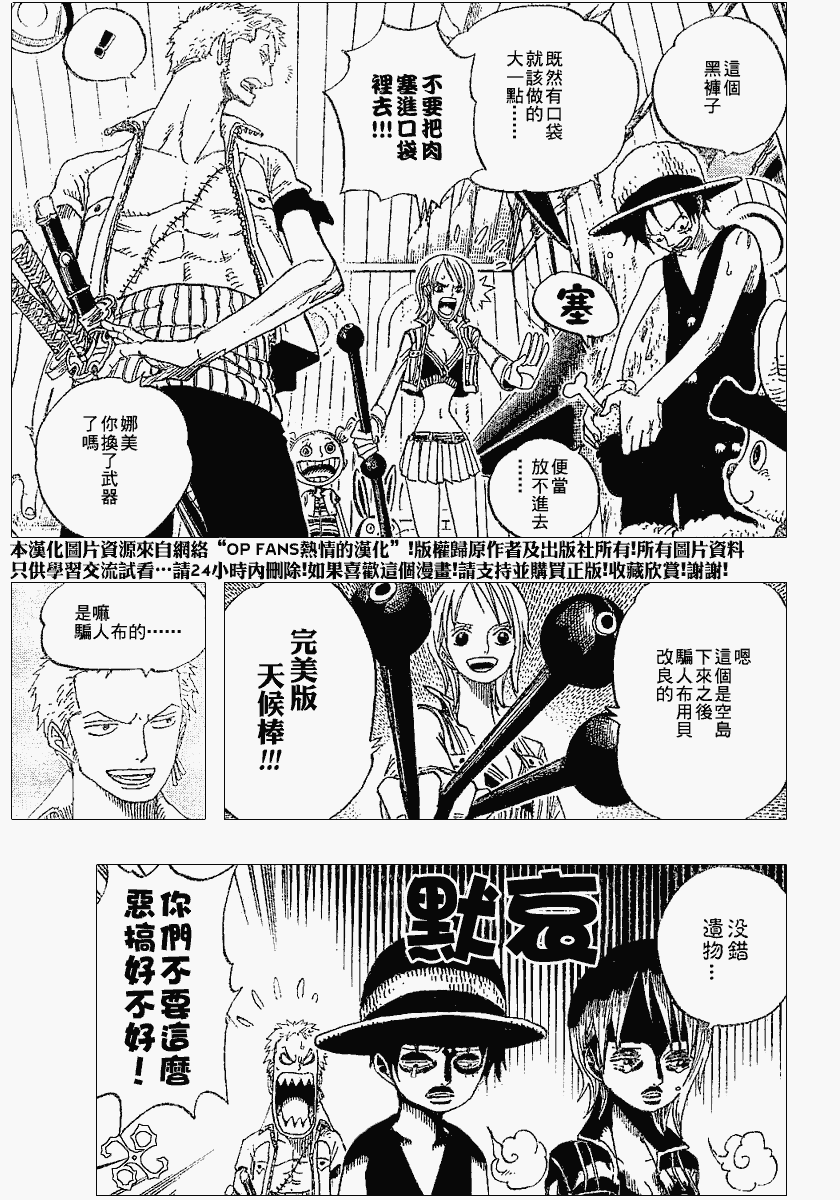 這個
黑褲子
既然有口袋
就該做的
大一點……
不要把肉
塞進口袋
裡去!!!
!
塞
便當
放不進去
……
娜美
你換了武器
了嗎
本漢化圖片資源來自網絡“OP FANS熱情的漢化”!版權歸原作者及出版社所有!所有圖片資料
只供學習交流試看…請24小時內刪除!如果喜歡這個漫畫!請支持並購買正版!收藏欣賞!謝謝!
嗯
這個是空島
下來之後
騙人布用貝
改良的
完美版
天候棒!!!
是嘛
騙人布的……
没錯
遺物…
默哀
你們不要這麼
惡搞好不好！